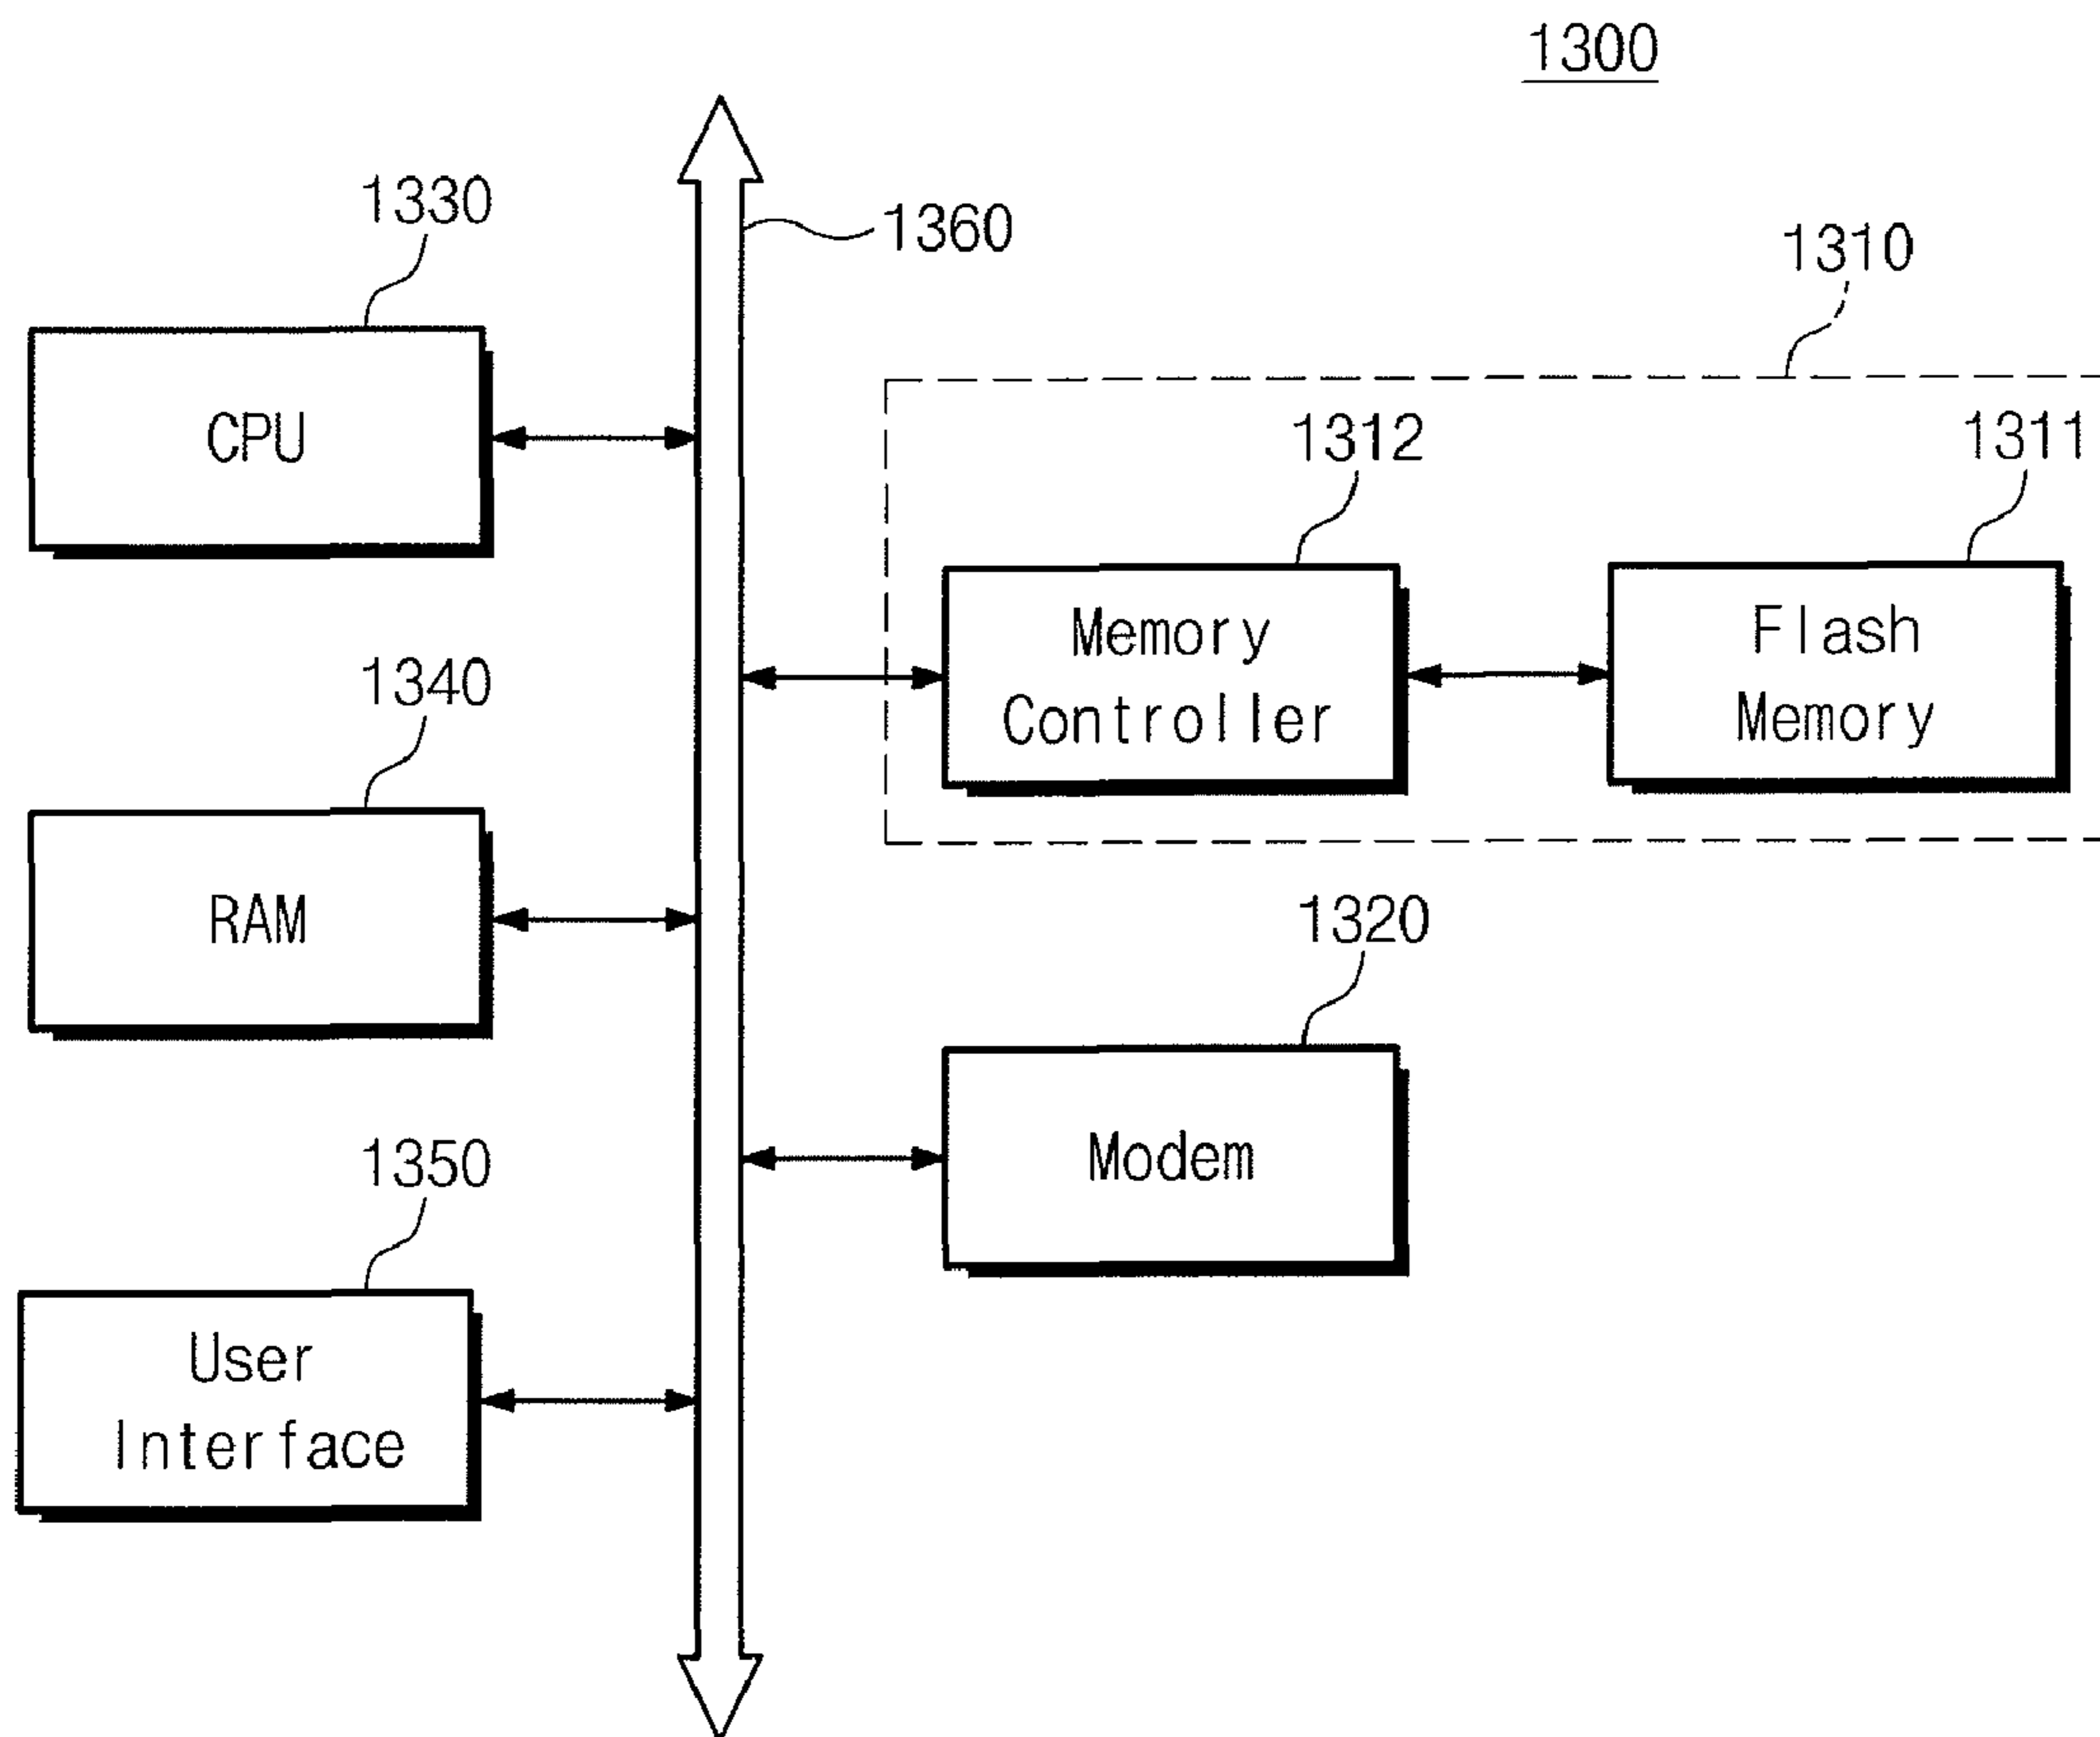 1300
1330
1360
1310
CPU
1312
1311
Memory
Controller
Flash
Memory
1340
RAM
1320
Modem
1350
User
Interface